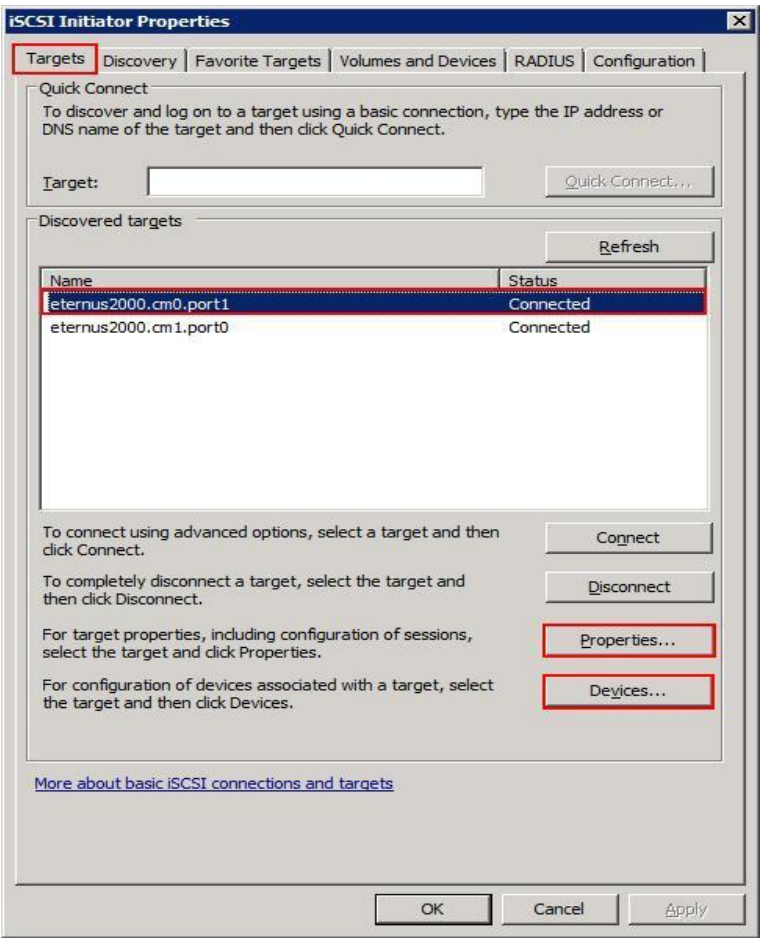 iSCSI Initiator Properties
Targets Discovery Favorite Targets Volumes and Devices RADIUS Configuration
Quick Connect
To discover and log on to a target using a basic connection, type the IP address or
DNS name of the target and then click Quick Connect.
Target:
Quick Connect...
Discovered targets
Refresh
Name Status
eternus2000.cm0.port1 Connected
eternus2000.cm1.port0 Connected
To connect using advanced options, select a target and then
click Connect.
Connect
To completely disconnect a target, select the target and
then click Disconnect.
Disconnect
For target properties, including configuration of sessions,
select the target and click Properties.
Properties...
For configuration of devices associated with a target, select
the target and then click Devices.
Devices...
More about basic iSCSI connections and targets
OK Cancel Apply